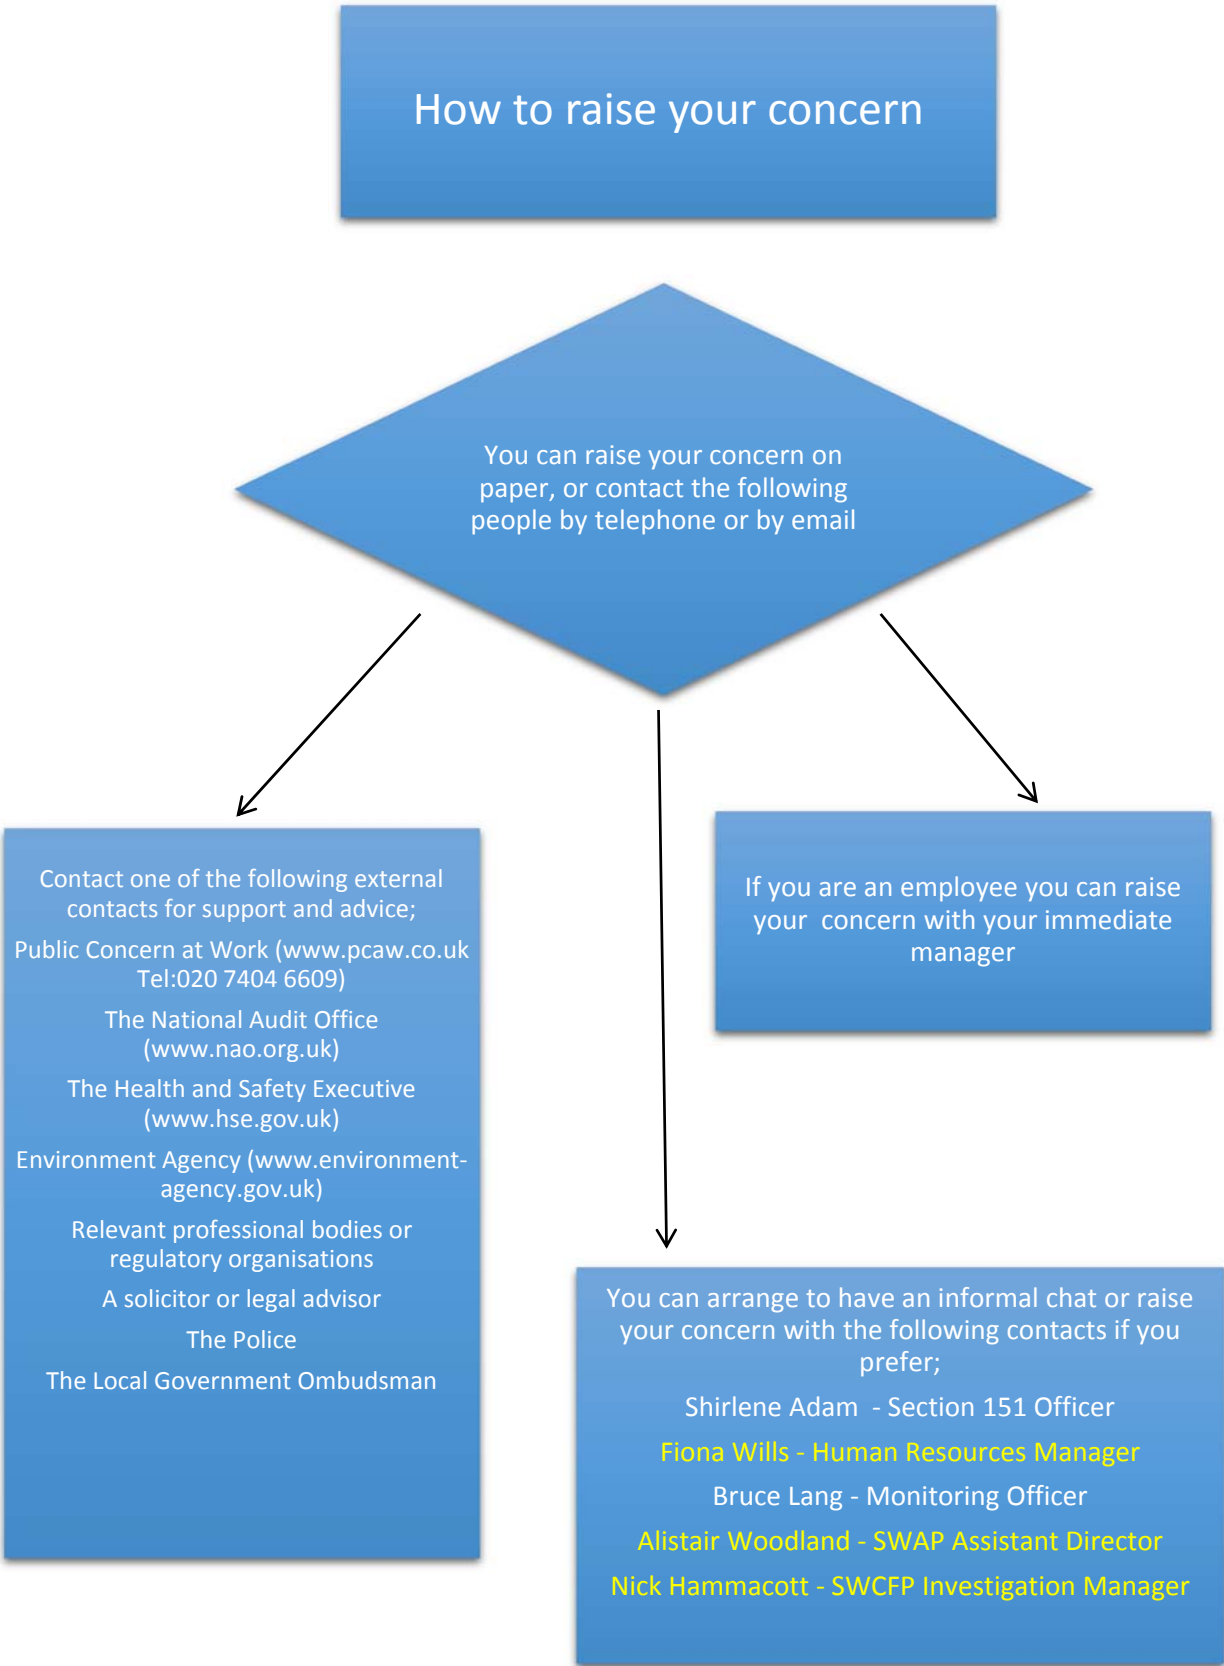 How to raise your concern
You can raise your concern on
paper, or contact the following
people by telephone or by email
Contact one of the following external
contacts for support and advice;
Public Concern at Work (www.pcaw.co.uk
Tel:020 7404 6609)
The National Audit Office
(www.nao.org.uk)
The Health and Safety Executive
(www.hse.gov.uk)
Environment Agency (www.environment-
agency.gov.uk)
Relevant professional bodies or
regulatory organisations
A solicitor or legal advisor
The Police
The Local Government Ombudsman
If you are an employee you can raise
your  concern with your immediate
manager
You can arrange to have an informal chat or raise
your concern with the following contacts if you
prefer;
Shirlene Adam  - Section 151 Officer
Fiona Wills - Human Resources Manager
Bruce Lang - Monitoring Officer
Alistair Woodland - SWAP Assistant Director
Nick Hammacott - SWCFP Investigation Manager